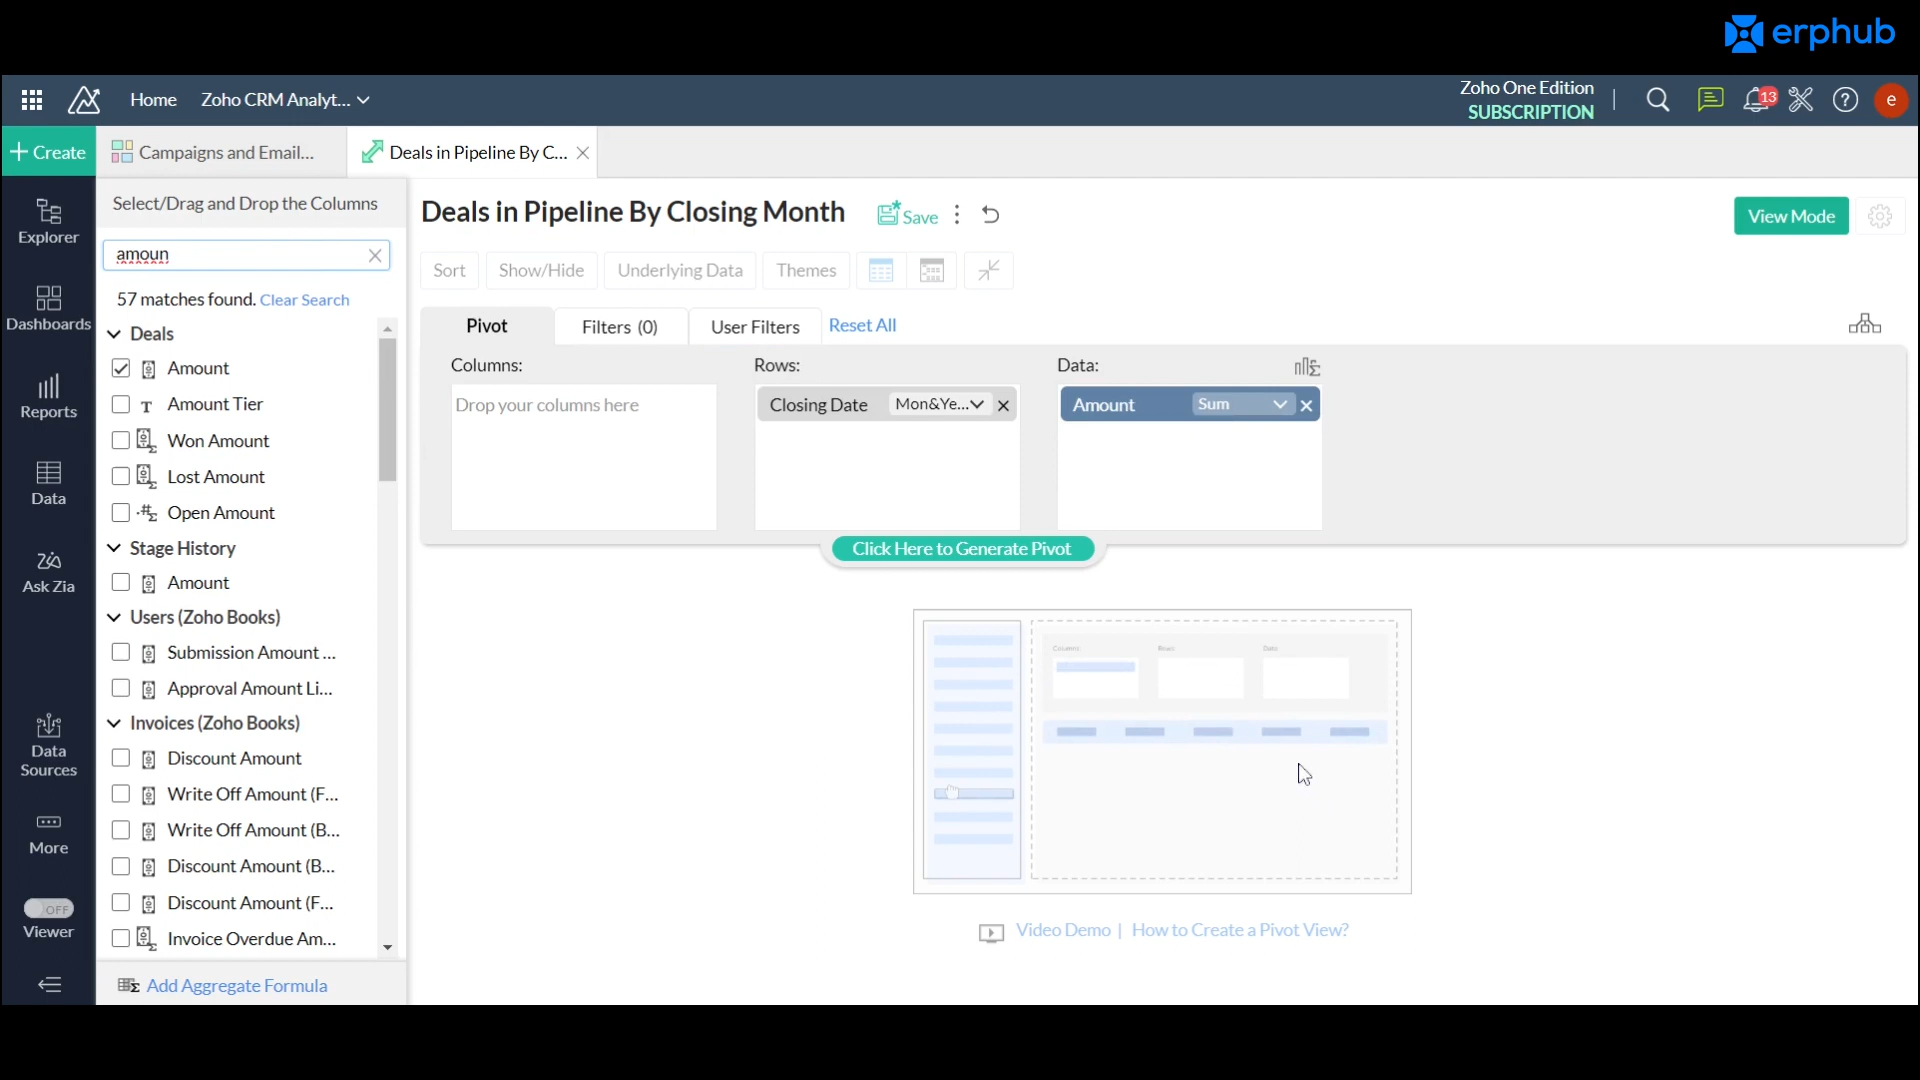 erphub
Home
Zoho CRM Analyt...
Zoho One Edition
SUBSCRIPTION
13
e
+ Create
Campaigns and Email...
Deals in Pipeline By C...
Explorer
Dashboards
Reports
Data
Ask Zia
Data
Sources
More
OFF
Viewer
Select/Drag and Drop the Columns
amoun
57 matches found. Clear Search
Deals
Amount
T Amount Tier
Won Amount
Lost Amount
Open Amount
Stage History
Amount
Users (Zoho Books)
Submission Amount ...
Approval Amount Li...
Invoices (Zoho Books)
Discount Amount
Write Off Amount (F...
Write Off Amount (B...
Discount Amount (B...
Discount Amount (F...
Invoice Overdue Am...
Add Aggregate Formula
Deals in Pipeline By Closing Month
Save
View Mode
Sort
Show/Hide
Underlying Data
Themes
Pivot
Filters (0)
User Filters
Reset All
Columns:
Rows:
Data:
Drop your columns here
Closing Date Mon&Ye...
Amount Sum
Click Here to Generate Pivot
Columns:
Rows:
Data:
Video Demo | How to Create a Pivot View?